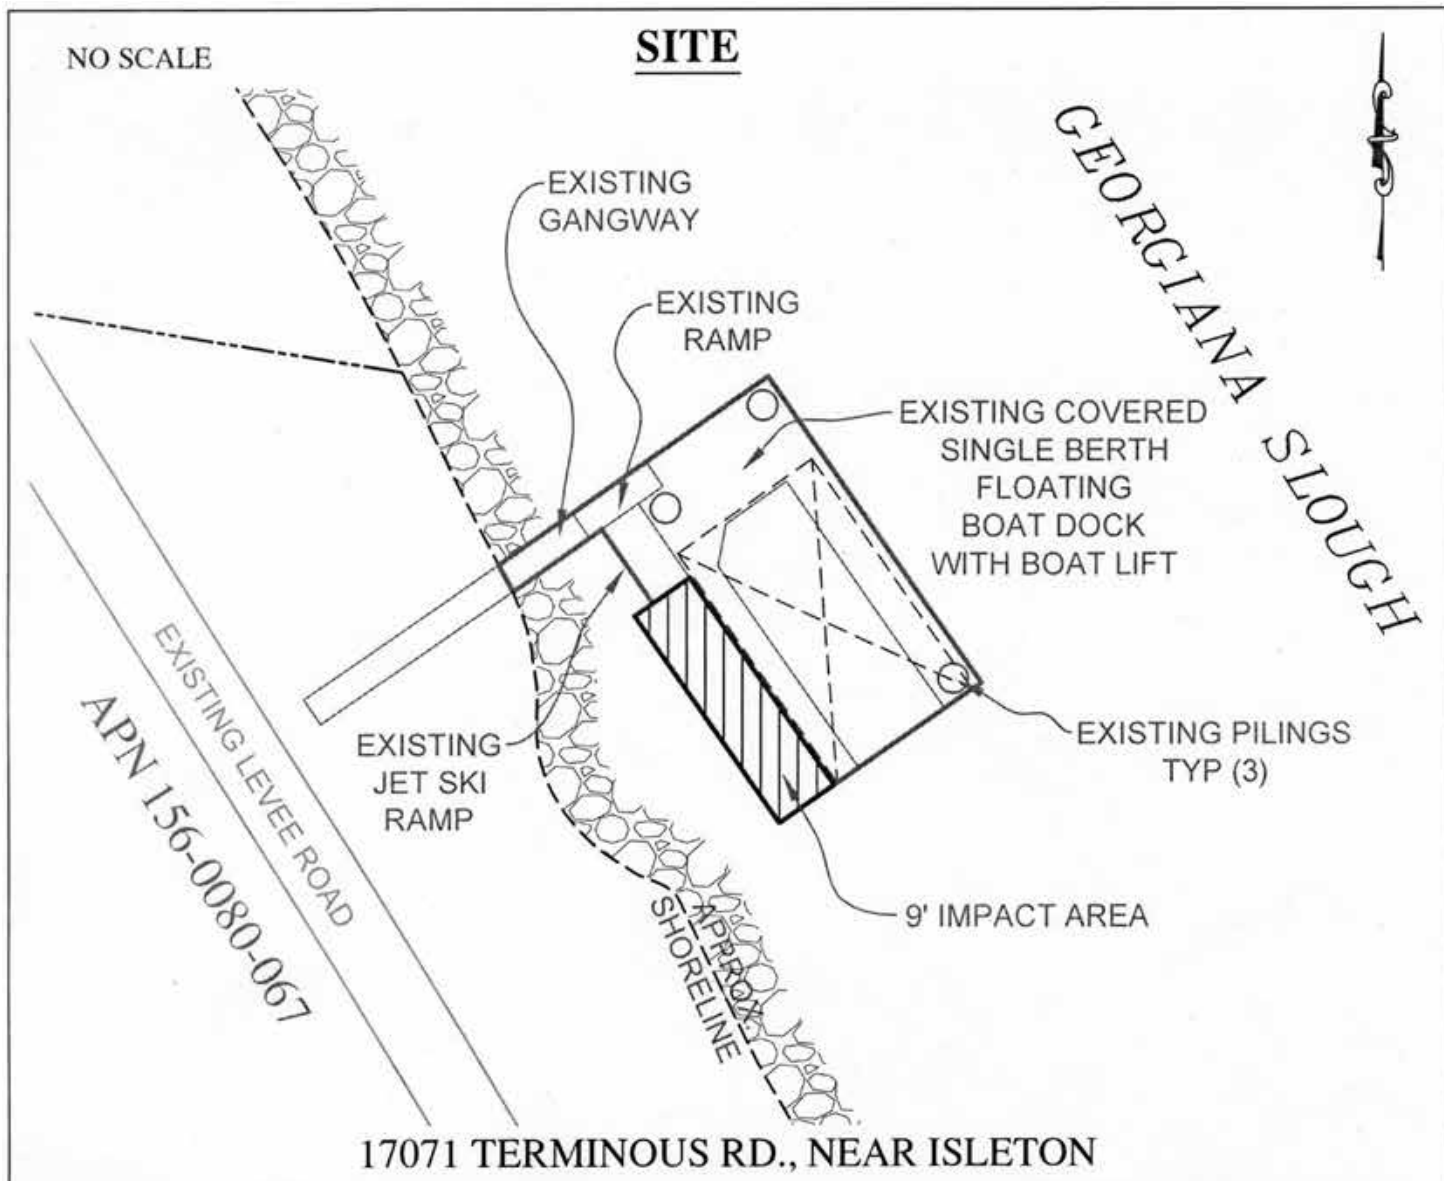 NO SCALE
SITE
GEORGIANA SLOUGH
EXISTING
GANGWAY
EXISTING
RAMP
EXISTING COVERED
SINGLE BERTH
FLOATING
BOAT DOCK
WITH BOAT LIFT
EXISTING LEVEE ROAD
APN 156-0080-067
EXISTING
JET SKI
RAMP
EXISTING PILINGS
TYP (3)
9' IMPACT AREA
APPROX.
SHORELINE
17071 TERMINOUS RD., NEAR ISLETON